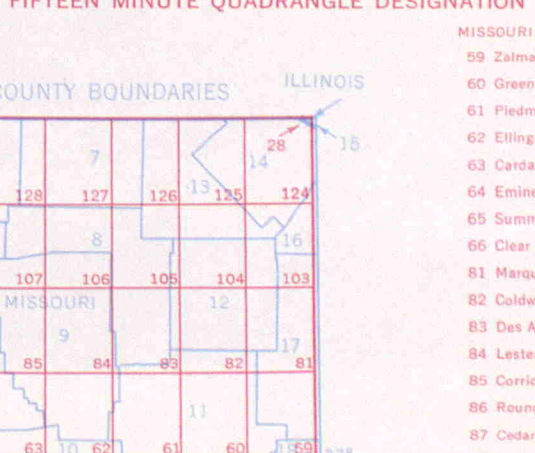 FIFTEEN MINUTE QUADRANGLE DESIGNATION
COUNTY BOUNDARIES
ILLINOIS
7
28
15
14
13
128 127 126 125 124
8
16
107 106 105 104 103
MISSOURI
12
9
17
85 84 83 82 81
11
63 10 62 61 60 18 59
MISSOURI
59 Zalma
60 Green
61 Piedm
62 Elling
63 Carda
64 Emine
65 Summ
66 Clear
81 Marqu
82 Coldw
83 Des A
84 Leste
85 Corrid
86 Roun
87 Cedar